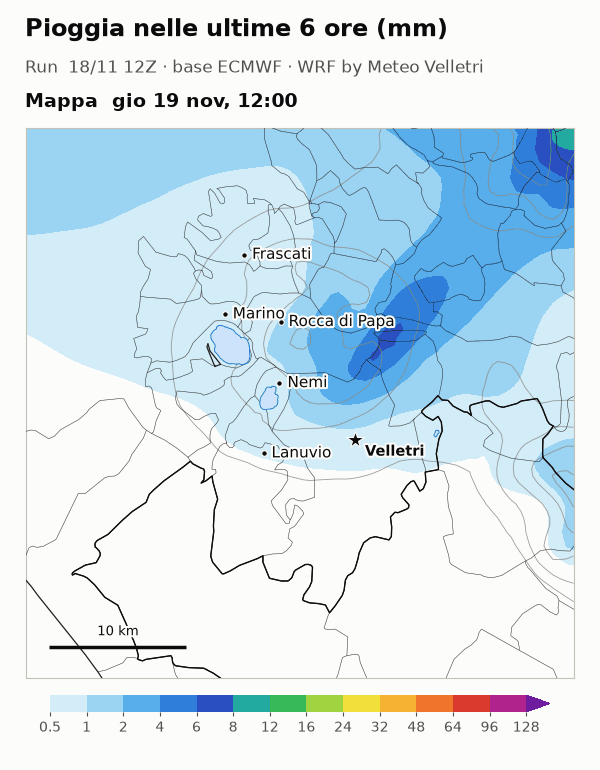 Pioggia nelle ultime 6 ore (mm)
Run  18/11 12Z · base ECMWF · WRF by Meteo Velletri
Mappa  gio 19 nov, 12:00
Frascati
Marino
Rocca di Papa
Nemi
Velletri
Lanuvio
10 km
0.5 1 2 4 6 8 12 16 24 32 48 64 96 128